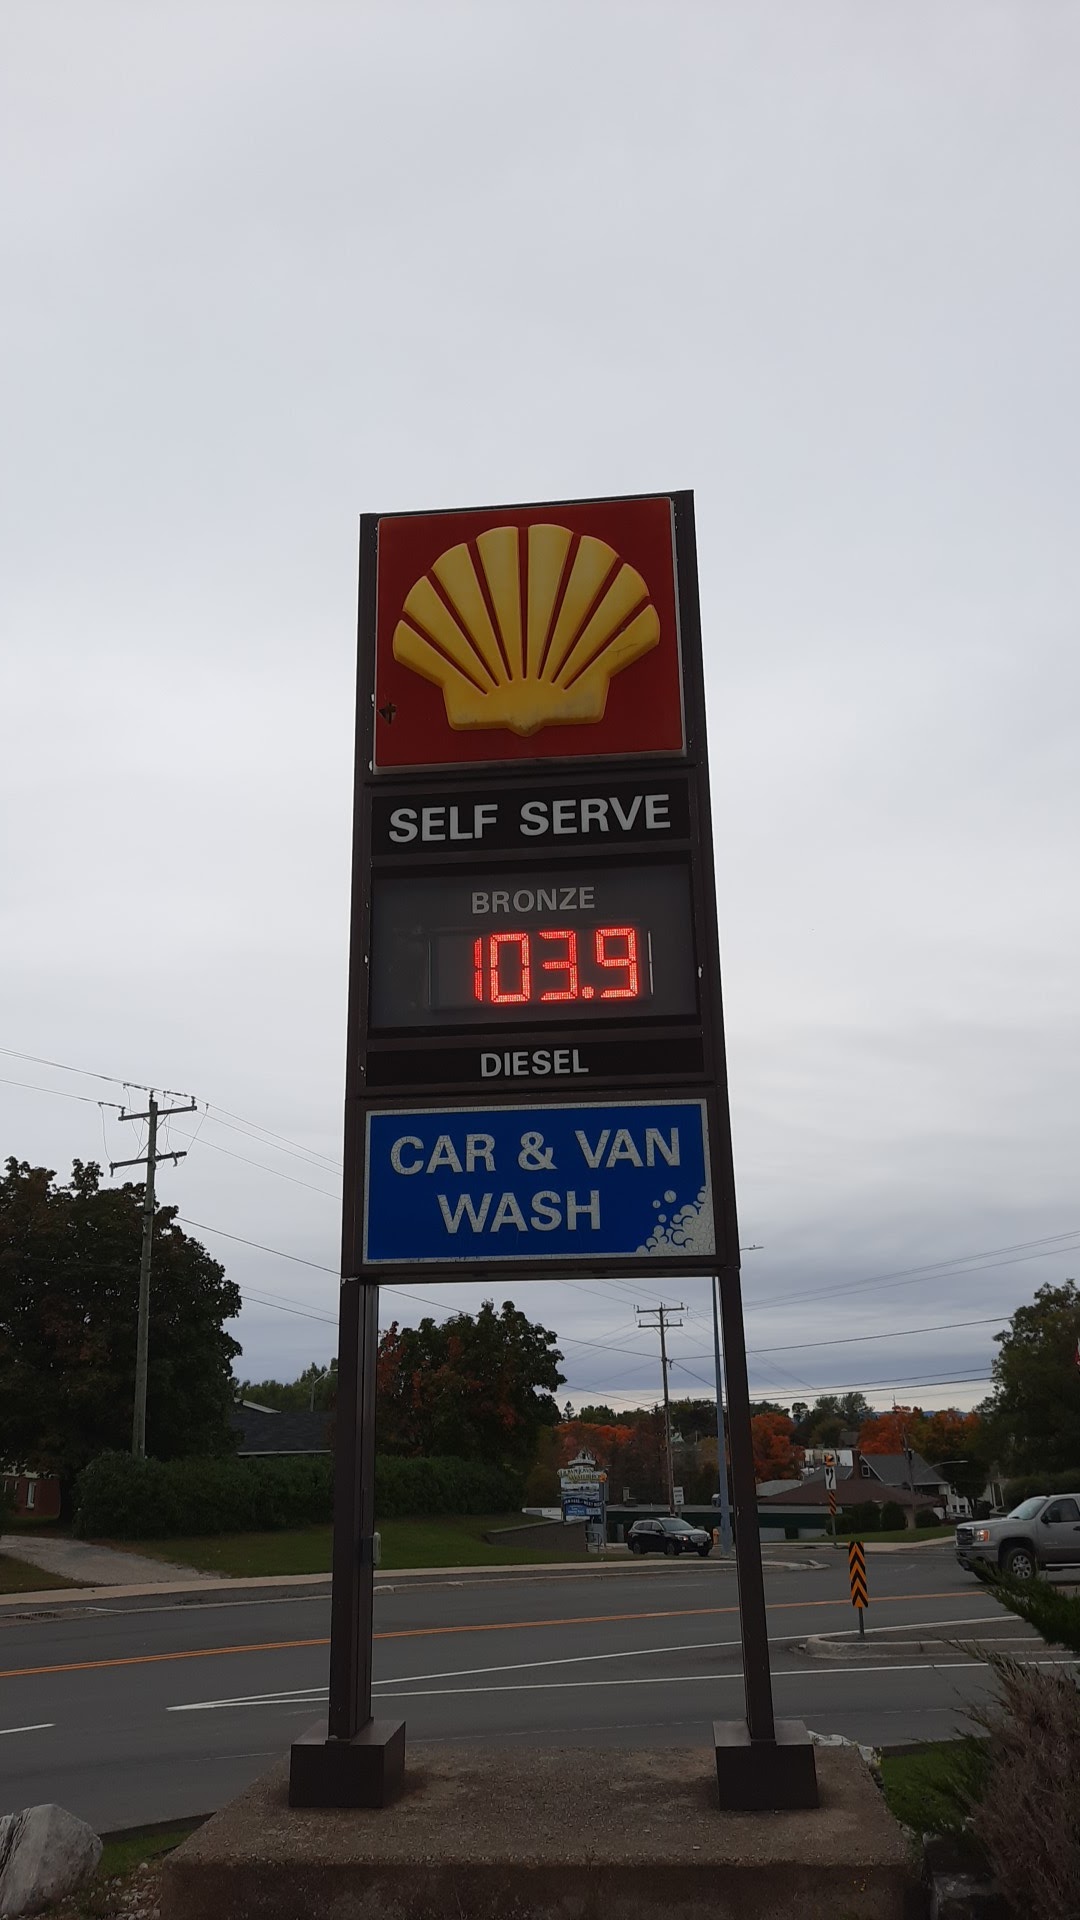 SELF SERVE
BRONZE
103.9
DIESEL
CAR & VAN
WASH